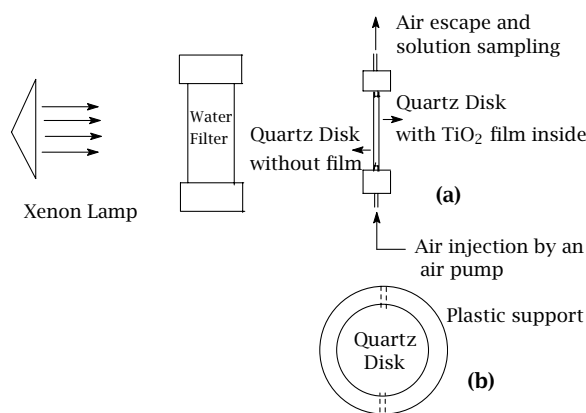 Air escape and
solution sampling
Water
Filter
Quartz Disk
with TiO₂ film inside
Quartz Disk
without film
(a)
Xenon Lamp
Air injection by an
air pump
Plastic support
Quartz
Disk
(b)